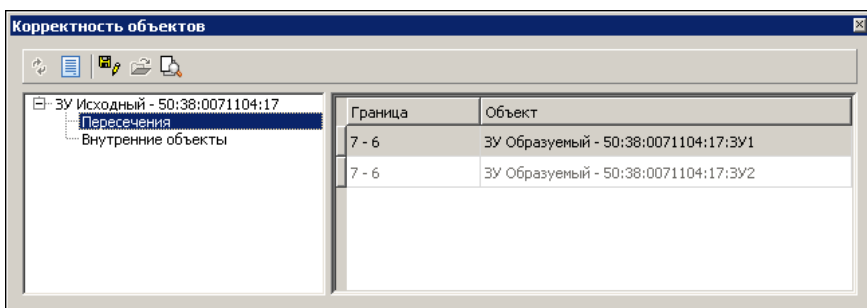 Корректность объектов
ЗУ Исходный - 50:38:0071104:17
Пересечения
Внутренние объекты
Граница Объект
7 - 6 ЗУ Образуемый - 50:38:0071104:17:ЗУ1
7 - 6 ЗУ Образуемый - 50:38:0071104:17:ЗУ2